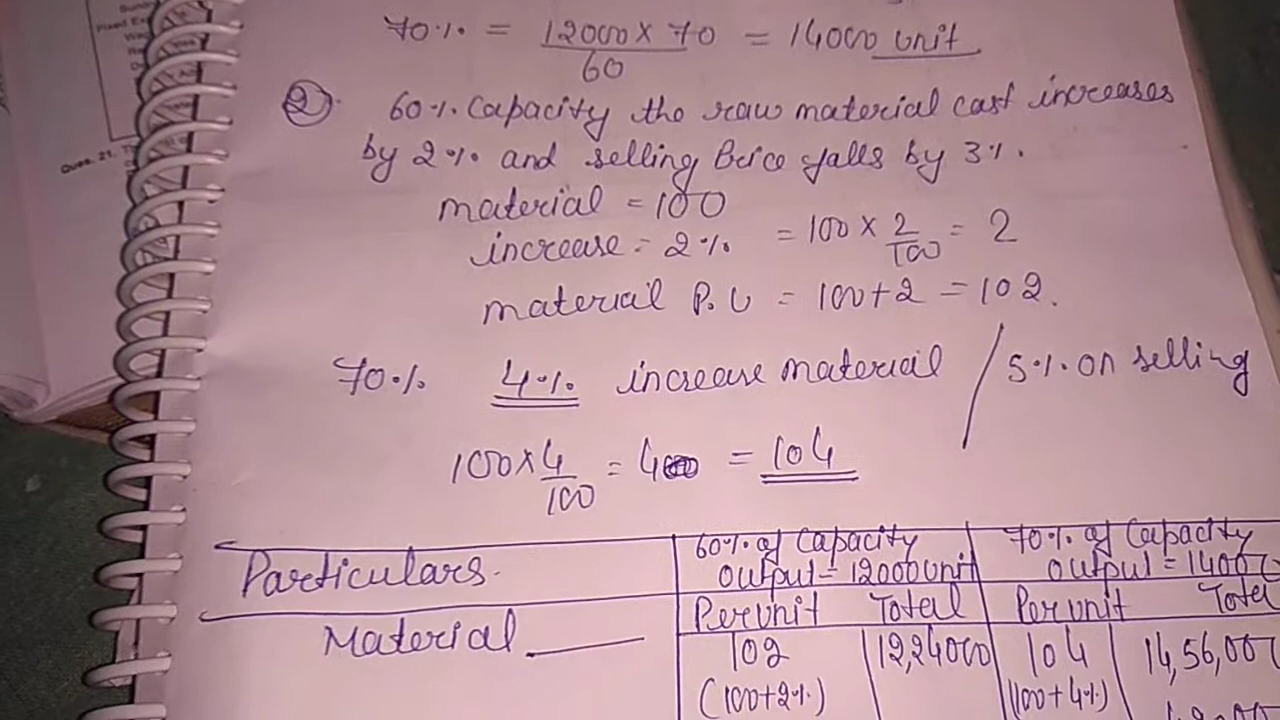 70% = 12000 x 70 / 60 = 14000 unit
② 60% Capacity the raw material cast increases
by 2% and selling Price falls by 3%.
material = 100
increase = 2% = 100 x 2/100 = 2
material P.U = 100+2 = 102.
70% 4% increase material / 5% on selling
100 x 4/100 = 4 = 104
Ques. 21.
Particulars. 60% of Capacity 70% of Capacity
output = 12000 unit output = 1400
Per unit Total Per unit Total
Material 102 12,24000 104 14,56,00
(100+2%) (100+4%)